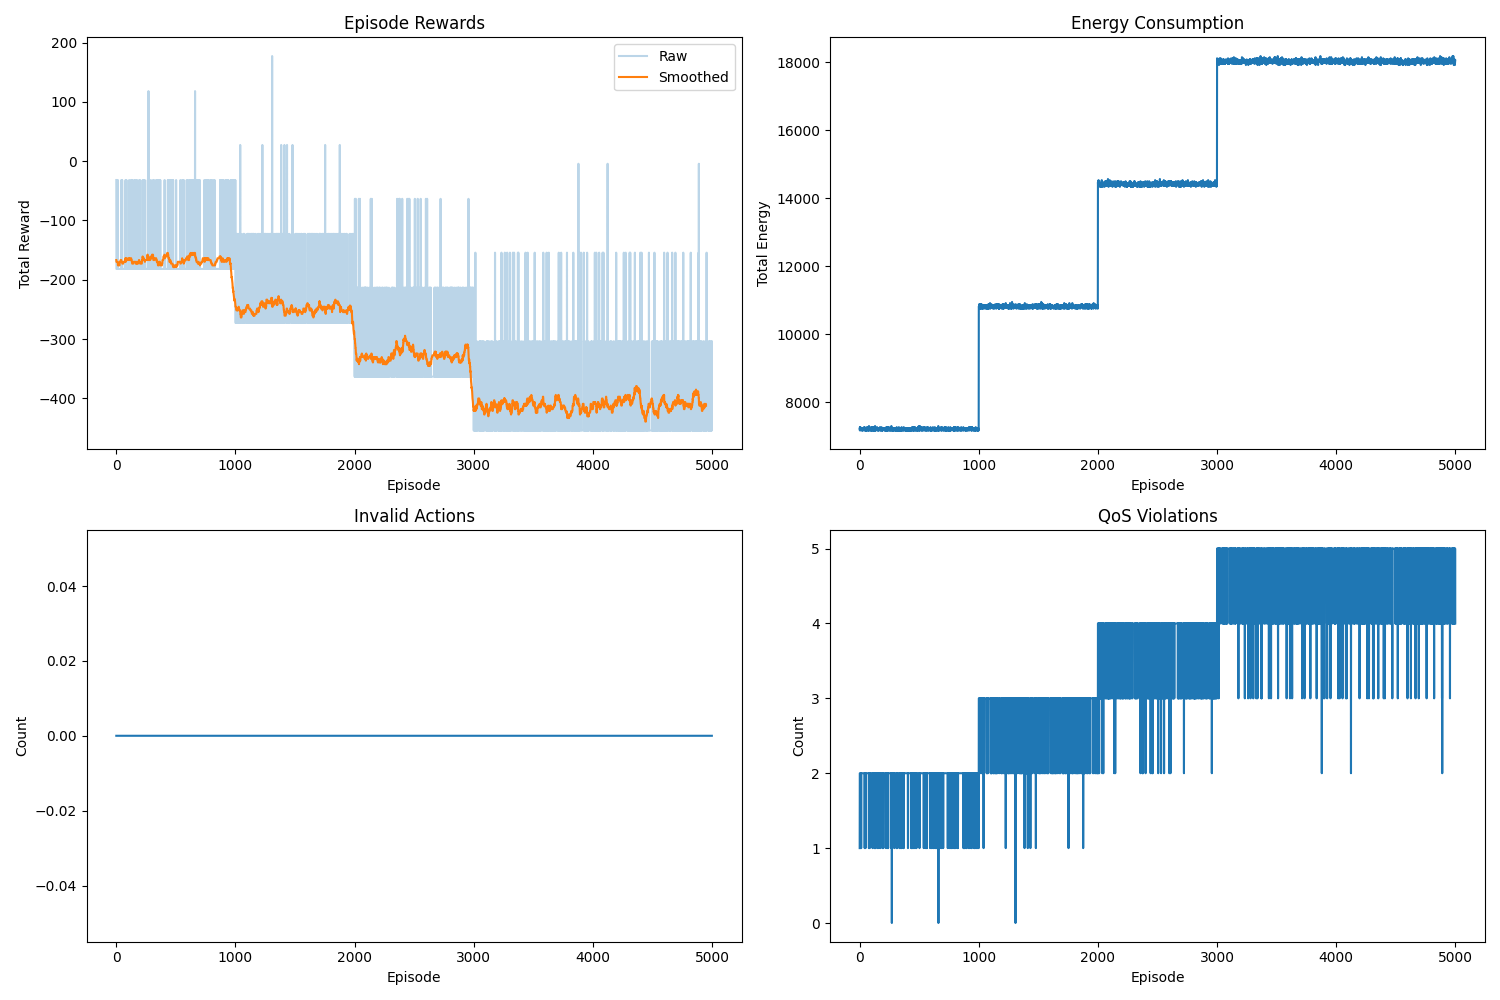 Episode Rewards
Total Reward
200
100
0
−100
−200
−300
−400
Raw
Smoothed
0 1000 2000 3000 4000 5000
Episode
Energy Consumption
Total Energy
18000
16000
14000
12000
10000
8000
0 1000 2000 3000 4000 5000
Episode
Invalid Actions
Count
0.04
0.02
0.00
−0.02
−0.04
0 1000 2000 3000 4000 5000
Episode
QoS Violations
Count
5
4
3
2
1
0
0 1000 2000 3000 4000 5000
Episode